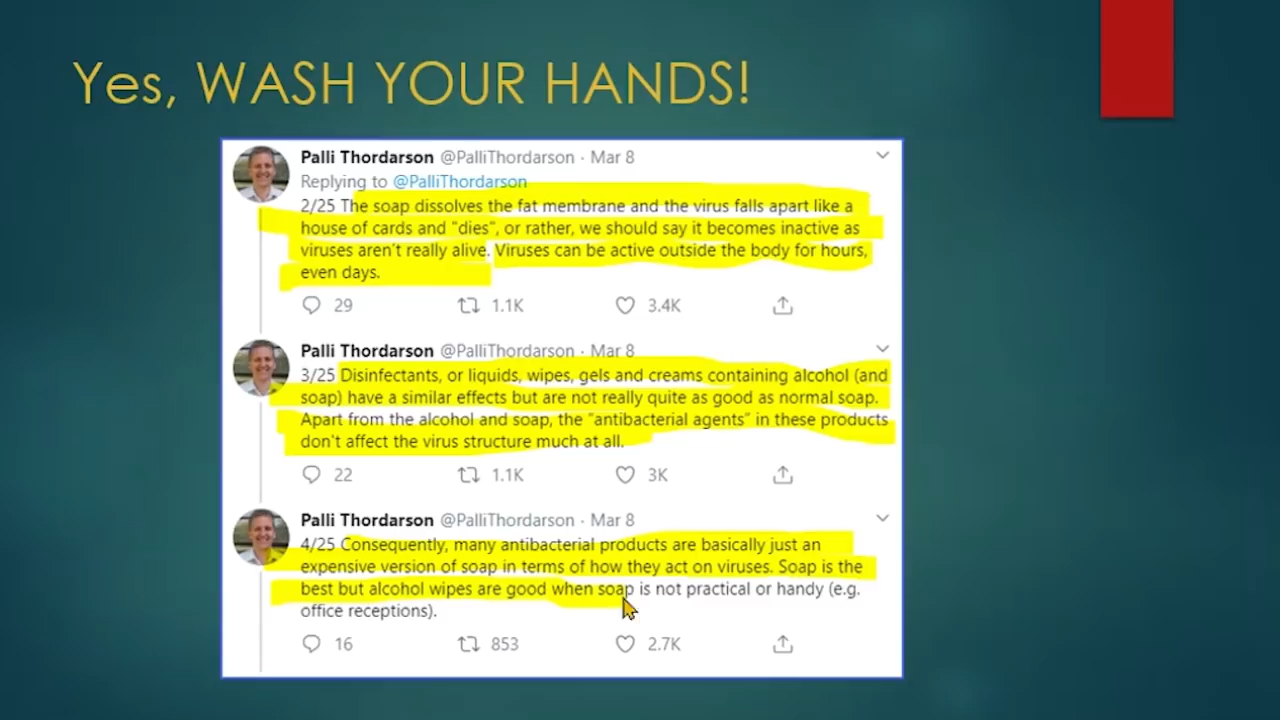 Yes, WASH YOUR HANDS!
Palli Thordarson @PalliThordarson · Mar 8
Replying to @PalliThordarson
2/25 The soap dissolves the fat membrane and the virus falls apart like a
house of cards and "dies", or rather, we should say it becomes inactive as
viruses aren't really alive. Viruses can be active outside the body for hours,
even days.
29 1.1K 3.4K
Palli Thordarson @PalliThordarson · Mar 8
3/25 Disinfectants, or liquids, wipes, gels and creams containing alcohol (and
soap) have a similar effects but are not really quite as good as normal soap.
Apart from the alcohol and soap, the “antibacterial agents” in these products
don't affect the virus structure much at all.
22 1.1K 3K
Palli Thordarson @PalliThordarson · Mar 8
4/25 Consequently, many antibacterial products are basically just an
expensive version of soap in terms of how they act on viruses. Soap is the
best but alcohol wipes are good when soap is not practical or handy (e.g.
office receptions).
16 853 2.7K